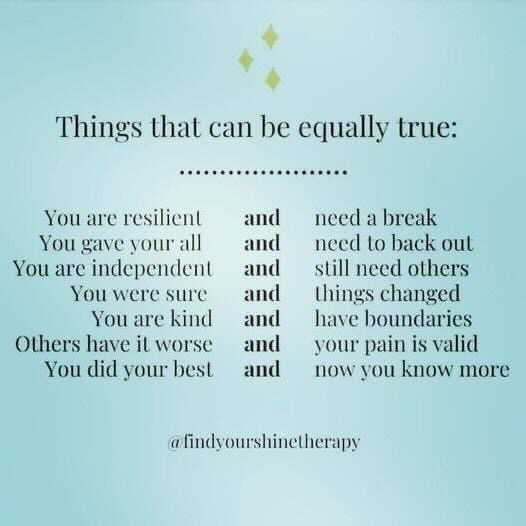 Things that can be equally true:
.....................
You are resilient and need a break
You gave your all and need to back out
You are independent and still need others
You were sure and things changed
You are kind and have boundaries
Others have it worse and your pain is valid
You did your best and now you know more
@findyourshinetherapy